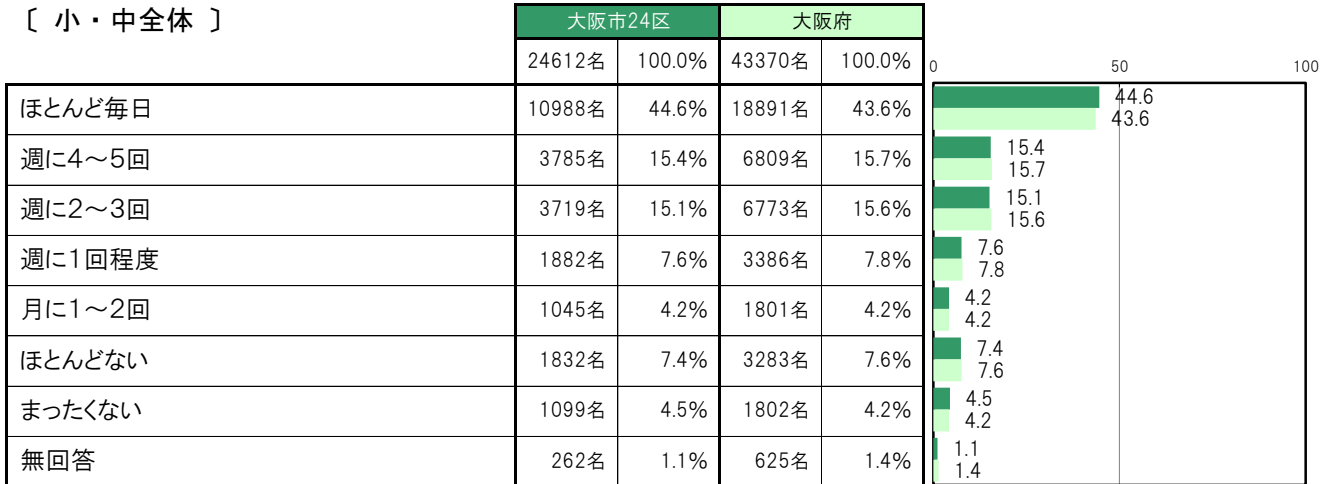 〔 小・中全体 〕
大阪市24区 大阪府
24612名 100.0% 43370名 100.0%
0 50 100
ほとんど毎日 10988名 44.6% 18891名 43.6% 44.6
43.6
週に4～5回 3785名 15.4% 6809名 15.7% 15.4
15.7
週に2～3回 3719名 15.1% 6773名 15.6% 15.1
15.6
週に1回程度 1882名 7.6% 3386名 7.8% 7.6
7.8
月に1～2回 1045名 4.2% 1801名 4.2% 4.2
4.2
ほとんどない 1832名 7.4% 3283名 7.6% 7.4
7.6
まったくない 1099名 4.5% 1802名 4.2% 4.5
4.2
無回答 262名 1.1% 625名 1.4% 1.1
1.4